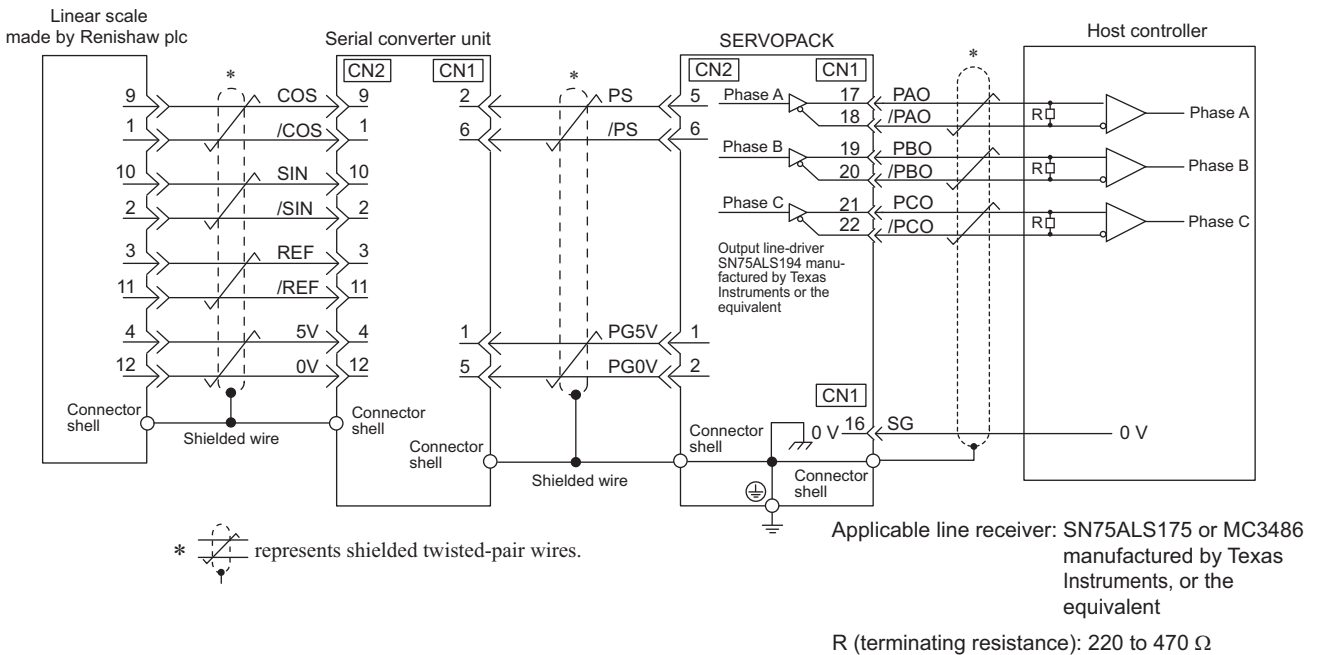 Linear scale
made by Renishaw plc
Serial converter unit
SERVOPACK
Host controller
CN2
CN1
CN2
CN1
*
*
*
9
COS
9
2
PS
5
Phase A
17
PAO
R
Phase A
1
/COS
1
6
/PS
6
18
/PAO
10
SIN
10
Phase B
19
PBO
R
Phase B
2
/SIN
2
20
/PBO
3
REF
3
Phase C
21
PCO
R
Phase C
11
/REF
11
22
/PCO
Output line-driver
SN75ALS194 manu-
factured by Texas
Instruments or the
equivalent
4
5V
4
1
PG5V
1
12
0V
12
5
PG0V
2
CN1
Connector
shell
Shielded wire
Connector
shell
Connector
shell
Shielded wire
Connector
shell
0 V
16
SG
0 V
Connector
shell
* represents shielded twisted-pair wires.
Applicable line receiver: SN75ALS175 or MC3486
manufactured by Texas
Instruments, or the
equivalent
R (terminating resistance): 220 to 470 Ω